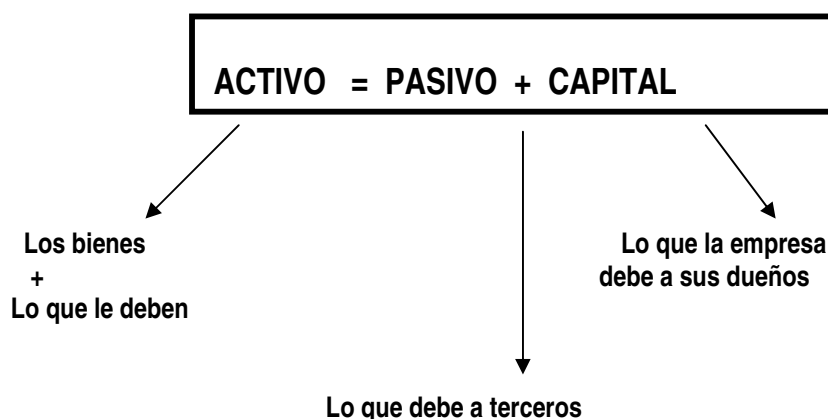 ACTIVO = PASIVO + CAPITAL
Los bienes
+
Lo que le deben
Lo que la empresa
debe a sus dueños
Lo que debe a terceros